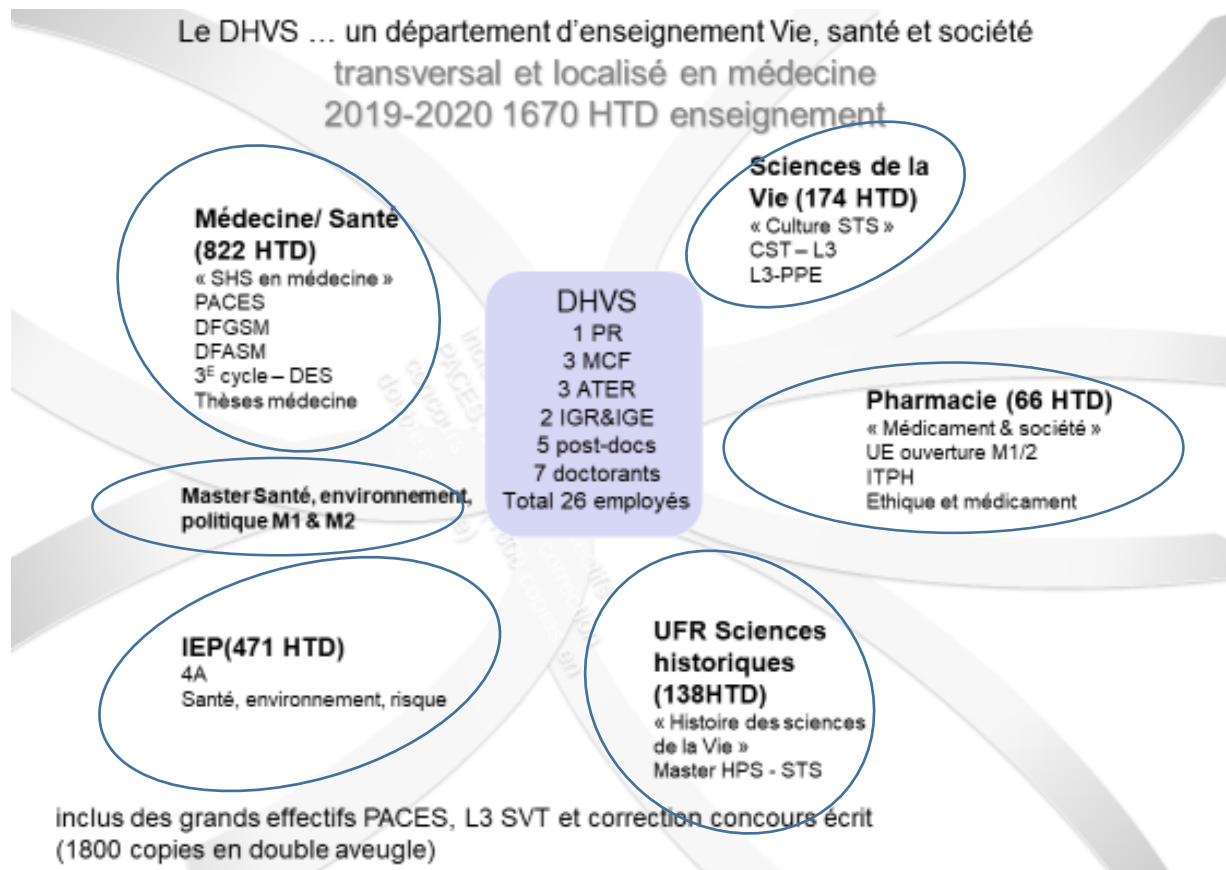 Le DHVS ... un département d'enseignement Vie, santé et société
transversal et localisé en médecine
2019-2020 1670 HTD enseignement
Sciences de la
Vie (174 HTD)
« Culture STS »
CST – L3
L3-PPE
Médecine/ Santé
(822 HTD)
« SHS en médecine »
PACES
DFGSM
DFASM
3E cycle – DES
Thèses médecine
DHVS
1 PR
3 MCF
3 ATER
2 IGR&IGE
5 post-docs
7 doctorants
Total 26 employés
Pharmacie (66 HTD)
« Médicament & société »
UE ouverture M1/2
ITPH
Ethique et médicament
Master Santé, environnement,
politique M1 & M2
IEP(471 HTD)
4A
Santé, environnement, risque
UFR Sciences
historiques
(138HTD)
« Histoire des sciences
de la Vie »
Master HPS - STS
inclus des grands effectifs PACES, L3 SVT et correction concours écrit
(1800 copies en double aveugle)